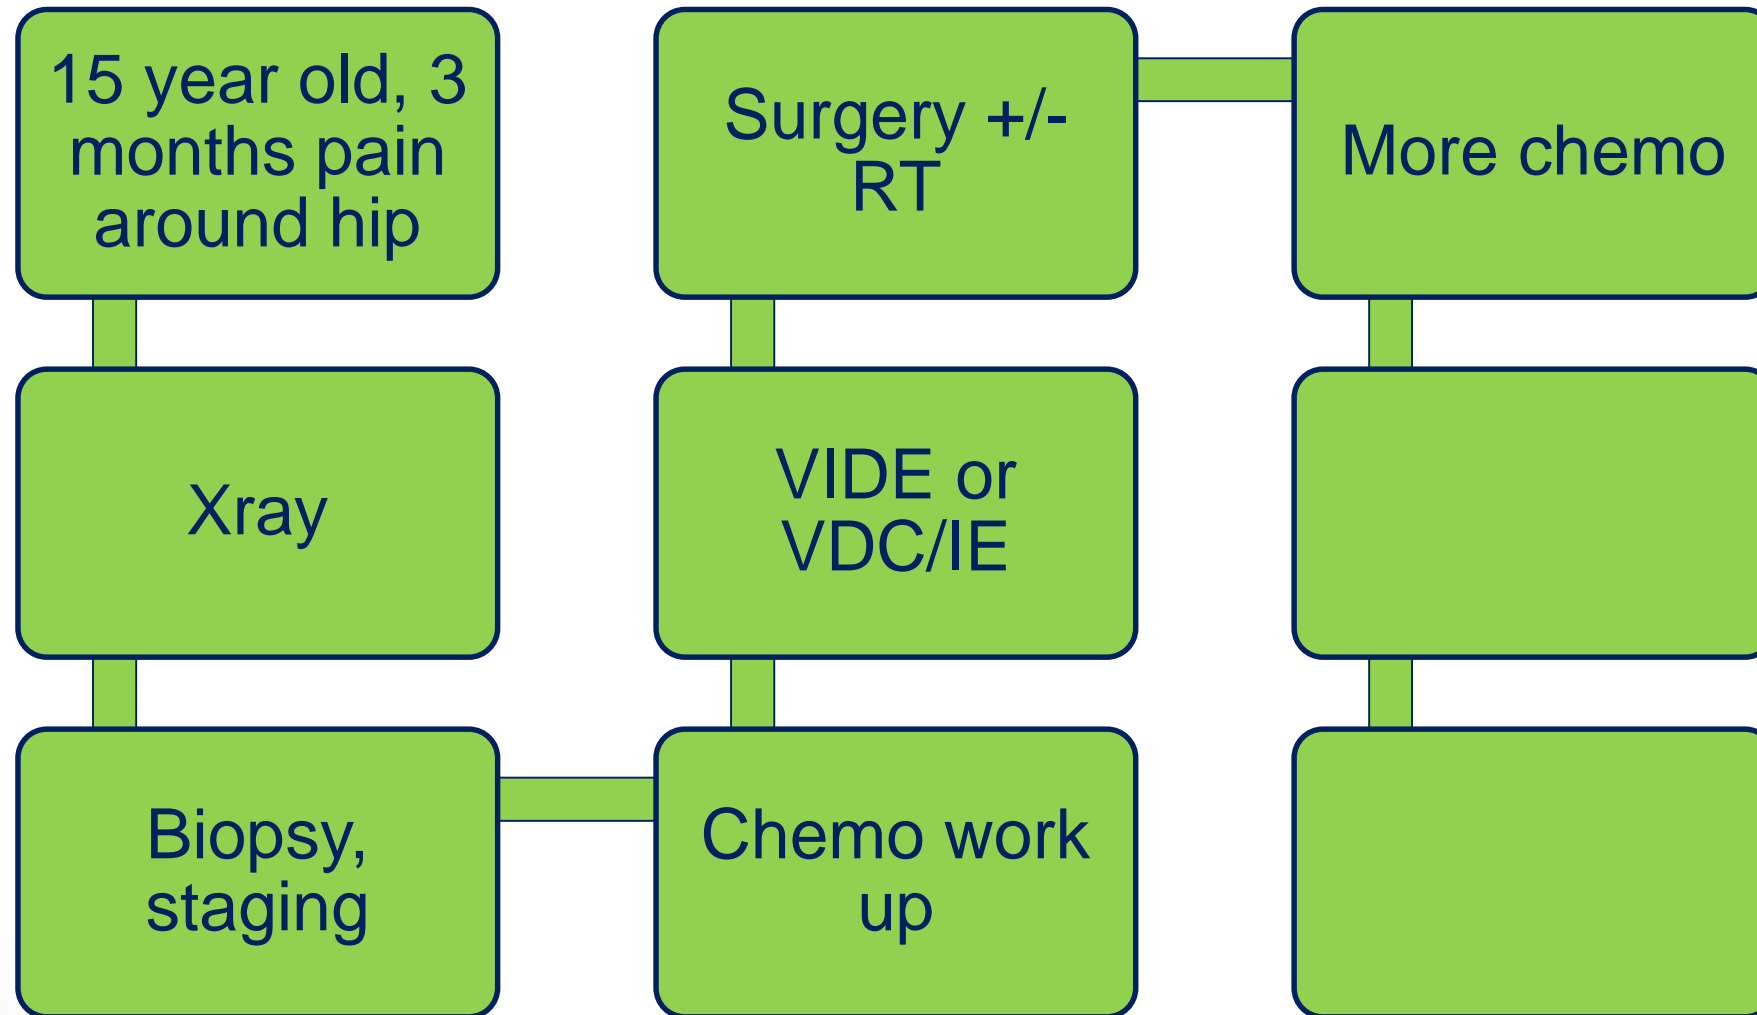 15 year old, 3
months pain
around hip
Xray
Biopsy,
staging
Chemo work
up
VIDE or
VDC/IE
Surgery +/-
RT
More chemo